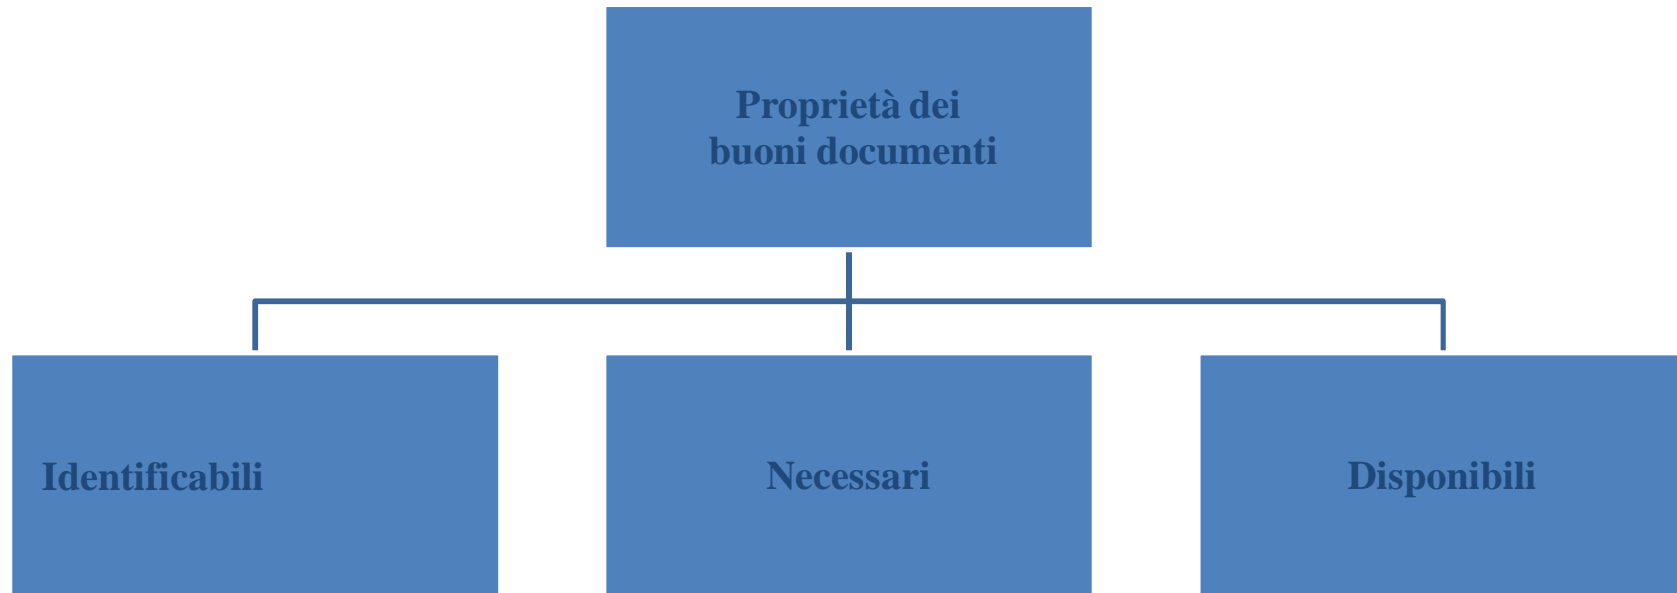 Proprietà dei
buoni documenti
Identificabili
Necessari
Disponibili